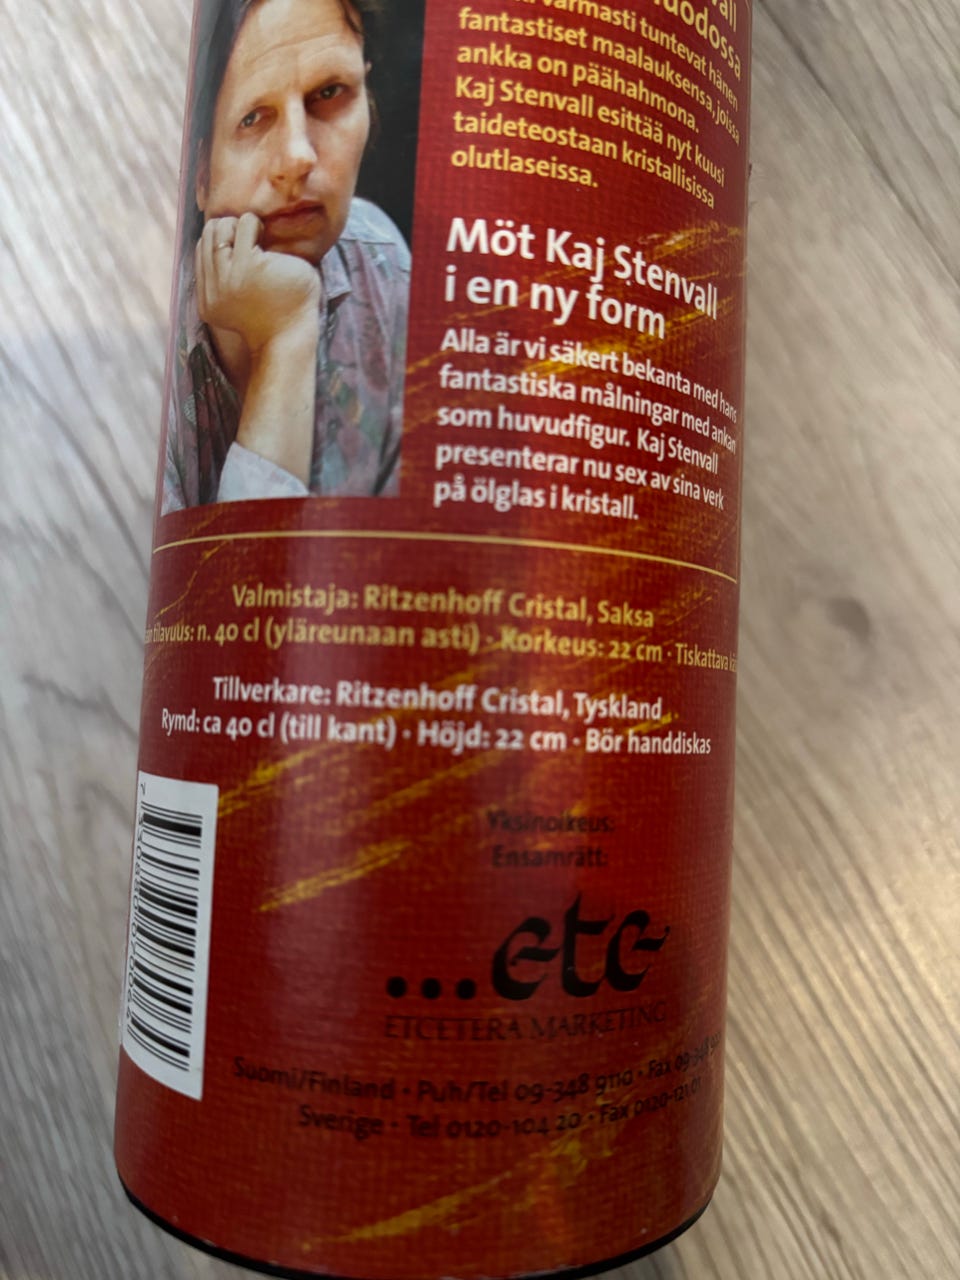 varmasti tuntevat hänen
fantastiset maalauksensa, joissa
ankka on päähahmona.
Kaj Stenvall esittää nyt kuusi
taideteostaan kristallisissa
olutlaseissa.
Möt Kaj Stenvall
i en ny form
Alla är vi säkert bekanta med hans
fantastiska målningar med ankan
som huvudfigur. Kaj Stenvall
presenterar nu sex av sina verk
på ölglas i kristall.
Valmistaja: Ritzenhoff Cristal, Saksa
tilavuus: n. 40 cl (yläreunaan asti) · Korkeus: 22 cm · Tiskattava
Tillverkare: Ritzenhoff Cristal, Tyskland
Rymd: ca 40 cl (till kant) · Höjd: 22 cm · Bör handdiskas
Yksinoikeus:
Ensamrätt:
...etc
ETCETERA MARKETING
Suomi/Finland · Puh/Tel 09-348 9110 · Fax
Sverige · Tel 0120-104 20 · Fax 0120-121 01